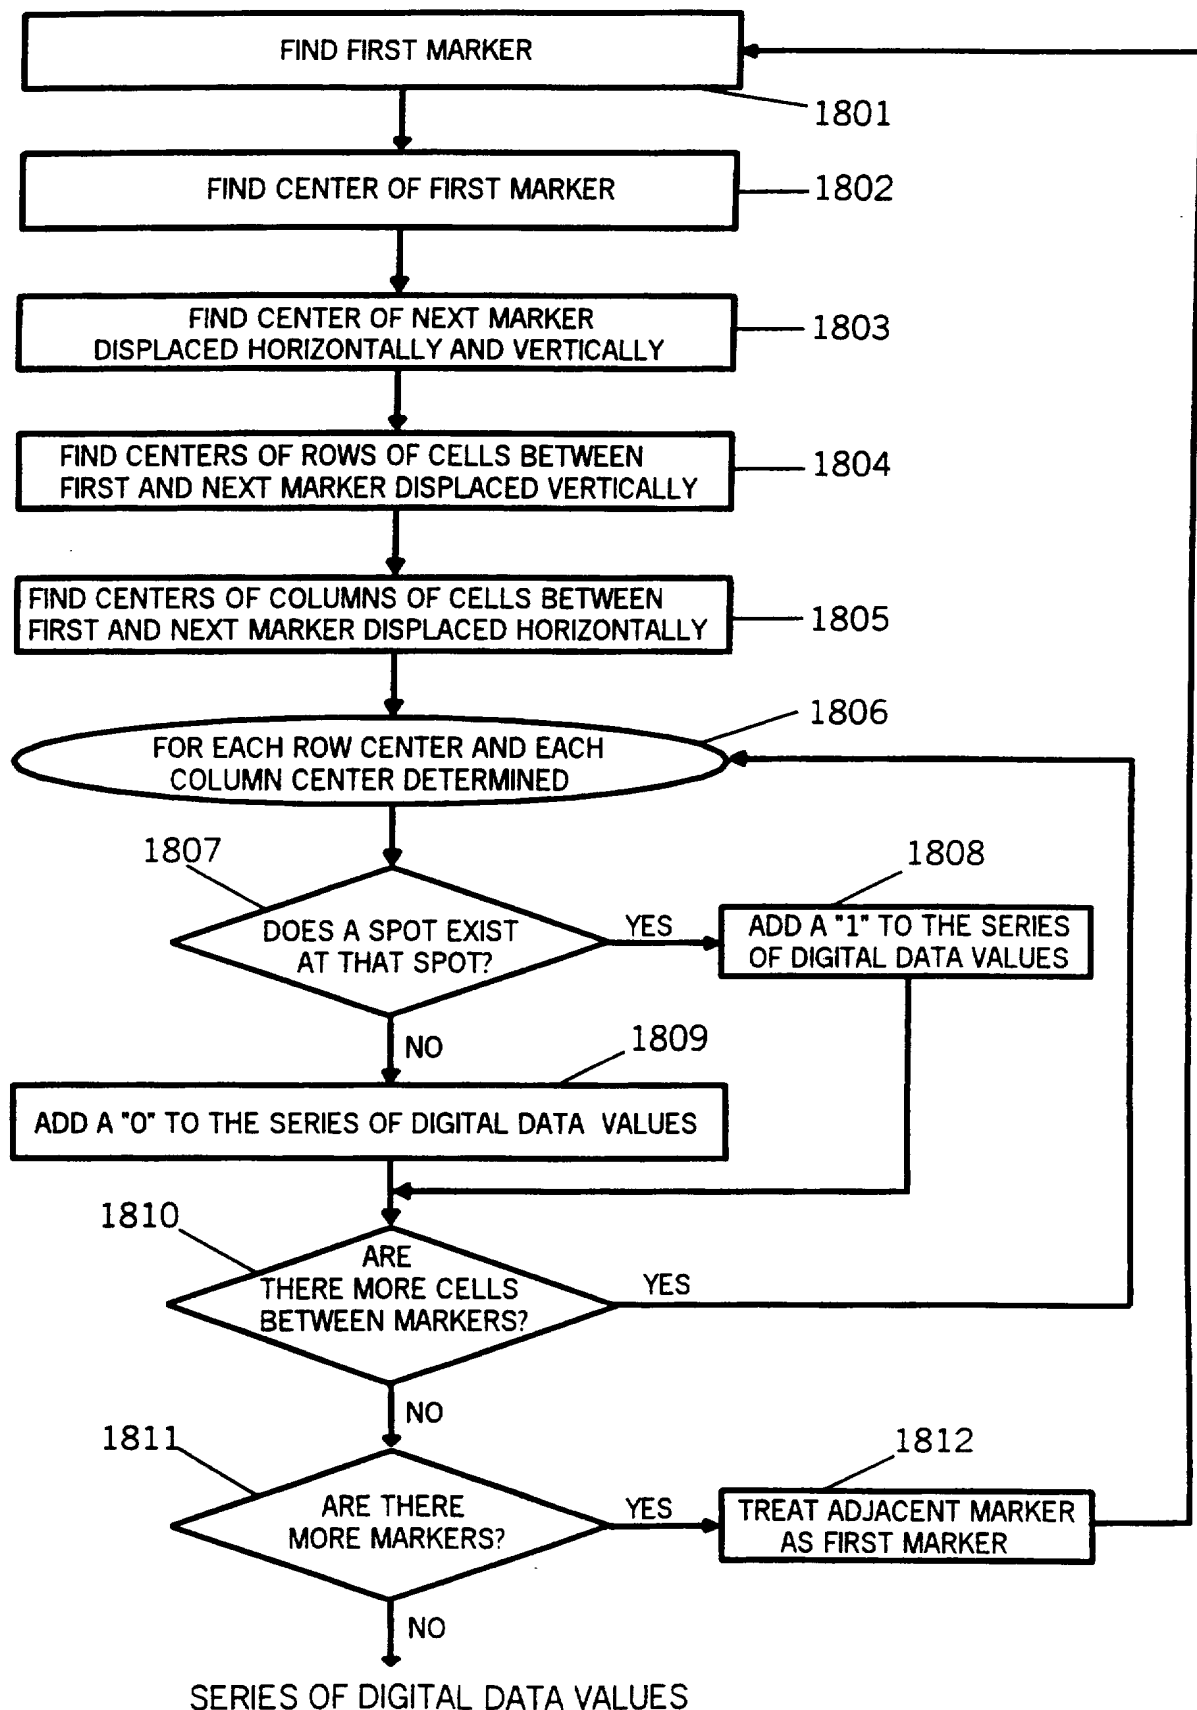 FIND FIRST MARKER
1801
FIND CENTER OF FIRST MARKER
1802
FIND CENTER OF NEXT MARKER
DISPLACED HORIZONTALLY AND VERTICALLY
1803
FIND CENTERS OF ROWS OF CELLS BETWEEN
FIRST AND NEXT MARKER DISPLACED VERTICALLY
1804
FIND CENTERS OF COLUMNS OF CELLS BETWEEN
FIRST AND NEXT MARKER DISPLACED HORIZONTALLY
1805
1806
FOR EACH ROW CENTER AND EACH
COLUMN CENTER DETERMINED
1807
DOES A SPOT EXIST
AT THAT SPOT?
YES
1808
ADD A "1" TO THE SERIES
OF DIGITAL DATA VALUES
NO
1809
ADD A "0" TO THE SERIES OF DIGITAL DATA VALUES
1810
ARE
THERE MORE CELLS
BETWEEN MARKERS?
YES
NO
1811
ARE THERE
MORE MARKERS?
YES
1812
TREAT ADJACENT MARKER
AS FIRST MARKER
NO
SERIES OF DIGITAL DATA VALUES